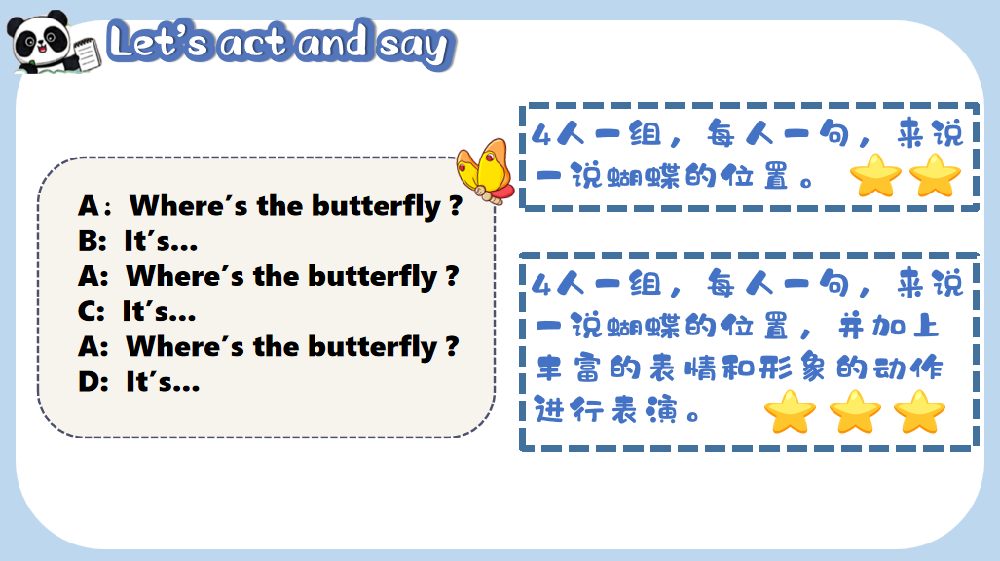 Let's act and say
A： Where's the butterfly ?
B: It's...
A: Where's the butterfly ?
C: It's...
A: Where's the butterfly ?
D: It's...
4人一组，每人一句，来说
一说蝴蝶的位置。
4人一组，每人一句，来说
一说蝴蝶的位置，并加上
丰富的表情和形象的动作
进行表演。